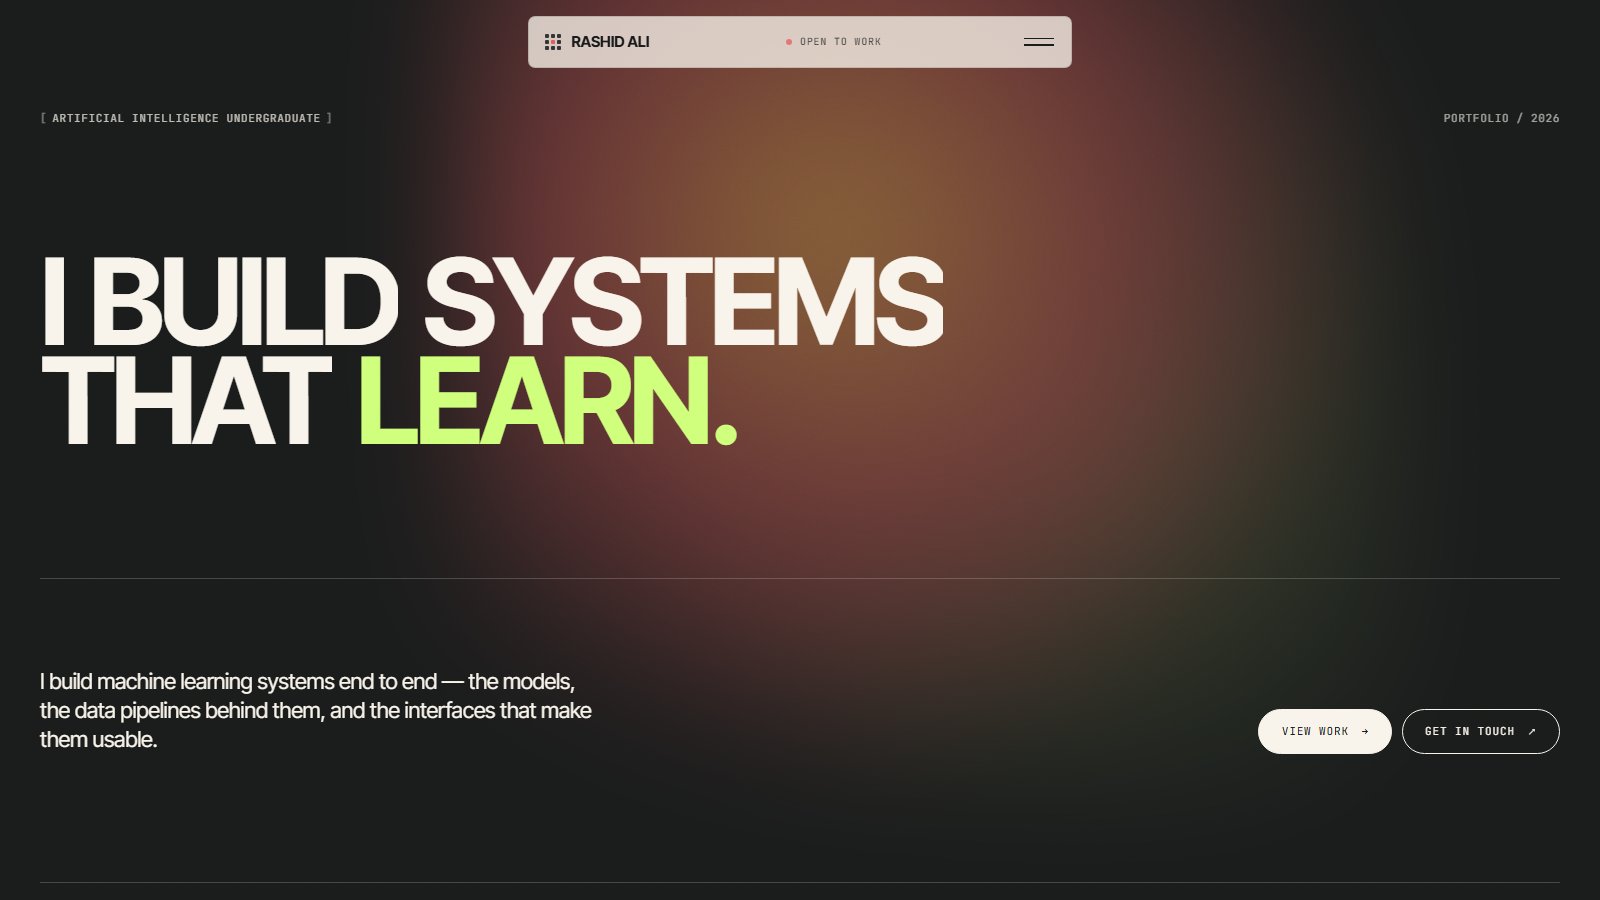 RASHID ALI
OPEN TO WORK
[ ARTIFICIAL INTELLIGENCE UNDERGRADUATE ]
PORTFOLIO / 2026
I BUILD SYSTEMS
THAT LEARN.
I build machine learning systems end to end — the models,
the data pipelines behind them, and the interfaces that make
them usable.
VIEW WORK →
GET IN TOUCH ↗